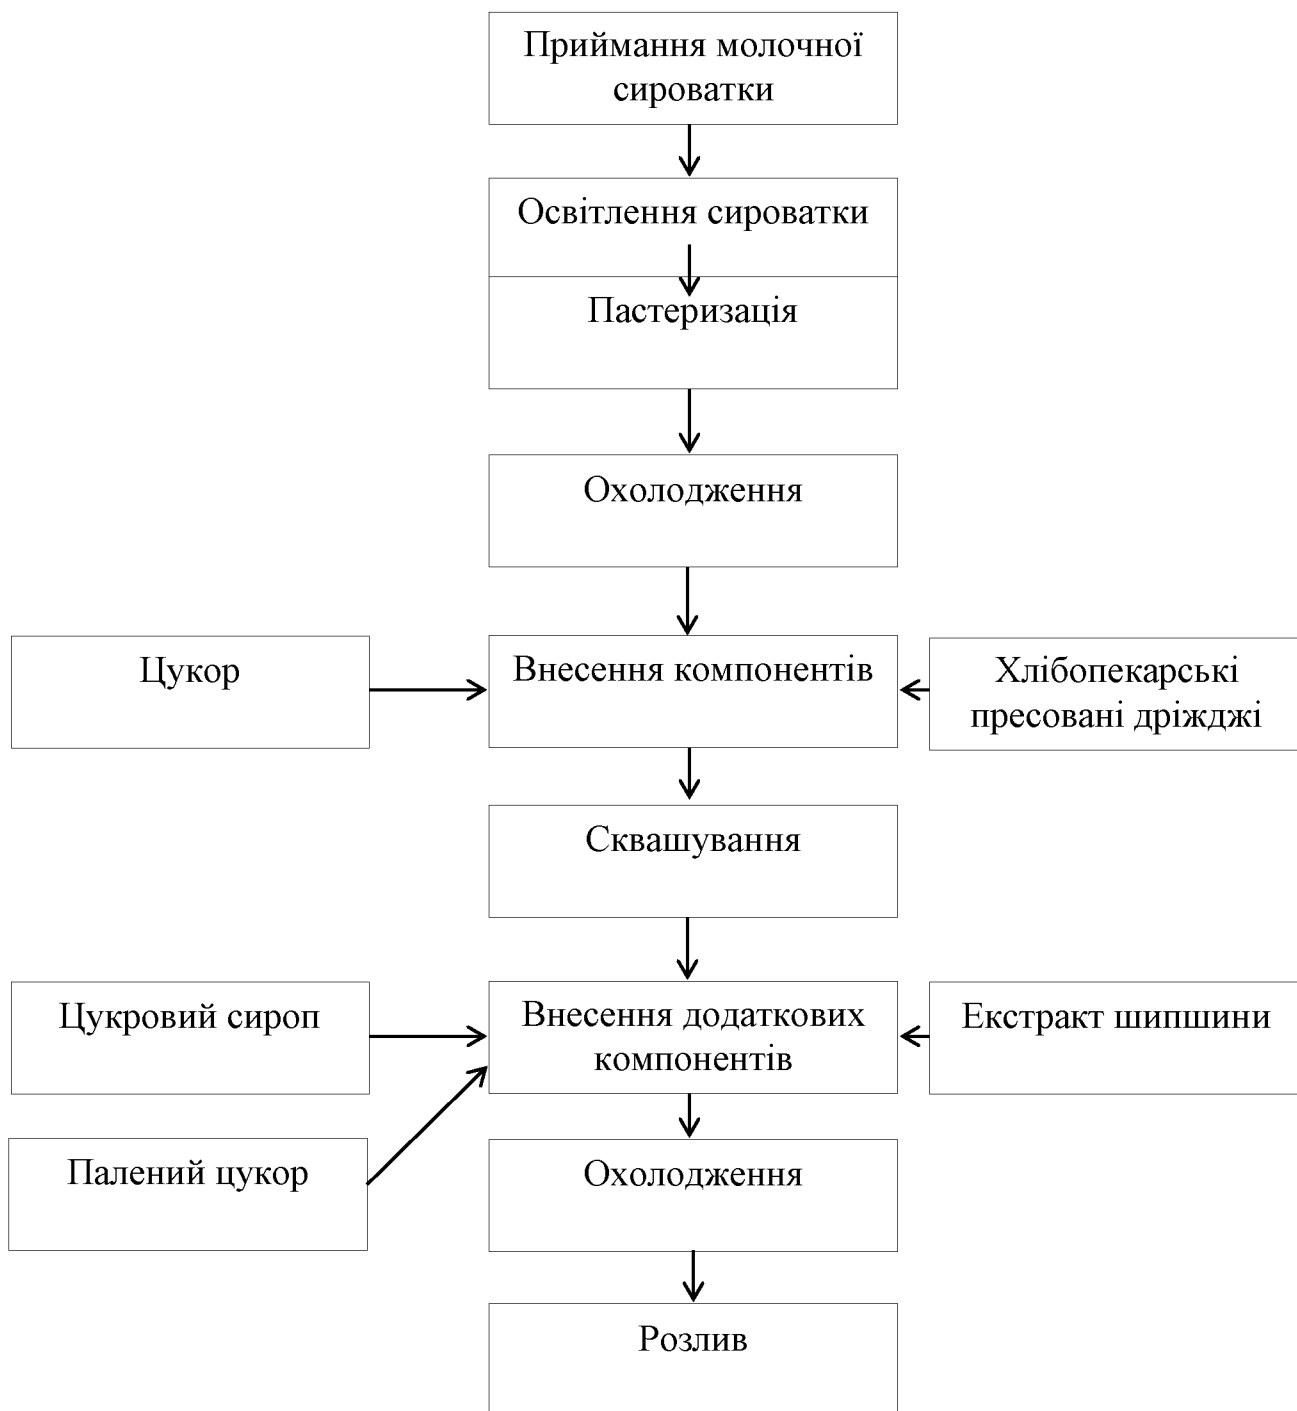 Приймання молочної
сироватки
Освітлення сироватки
Пастеризація
Охолодження
Цукор
Внесення компонентів
Хлібопекарські
пресовані дріжджі
Сквашування
Цукровий сироп
Внесення додаткових
компонентів
Екстракт шипшини
Палений цукор
Охолодження
Розлив